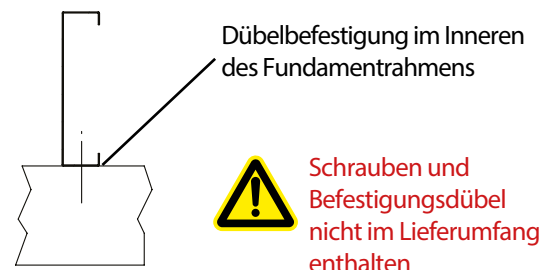 Dübelbefestigung im Inneren
des Fundamentrahmens
Schrauben und
Befestigungsdübel
nicht im Lieferumfang
enthalten